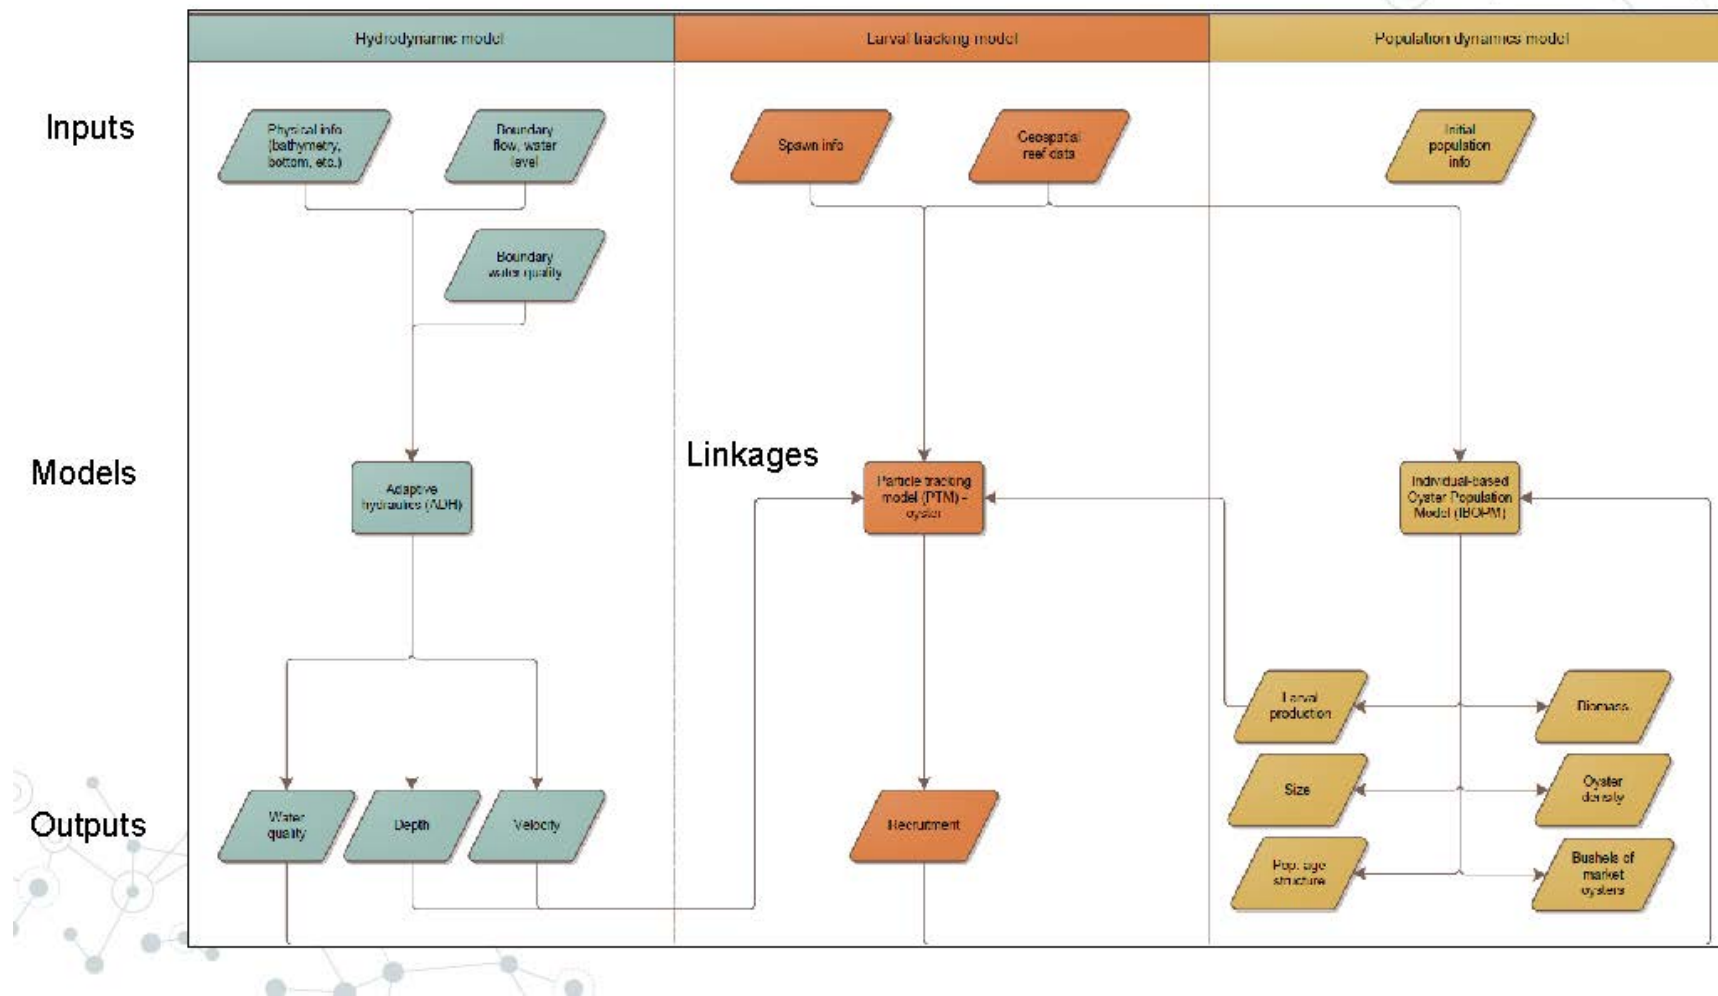 Hydrodynamic model
Larval tracking model
Population dynamics model
Inputs
Physical info
(bathymetry,
bottom, etc.)
Boundary
flow, water
level
Spawn info
Geospatial
reef data
Initial
population
info
Boundary
water quality
Models
Linkages
Adaptive
hydraulics (ADH)
Particle tracking
model (PTM) -
oyster
Individual-based
Oyster Population
Model (IBOPM)
Larval
production
Biomass
Size
Oyster
density
Outputs
Water
quality
Depth
Velocity
Recruitment
Pop. age
structure
Bushels of
market
oysters